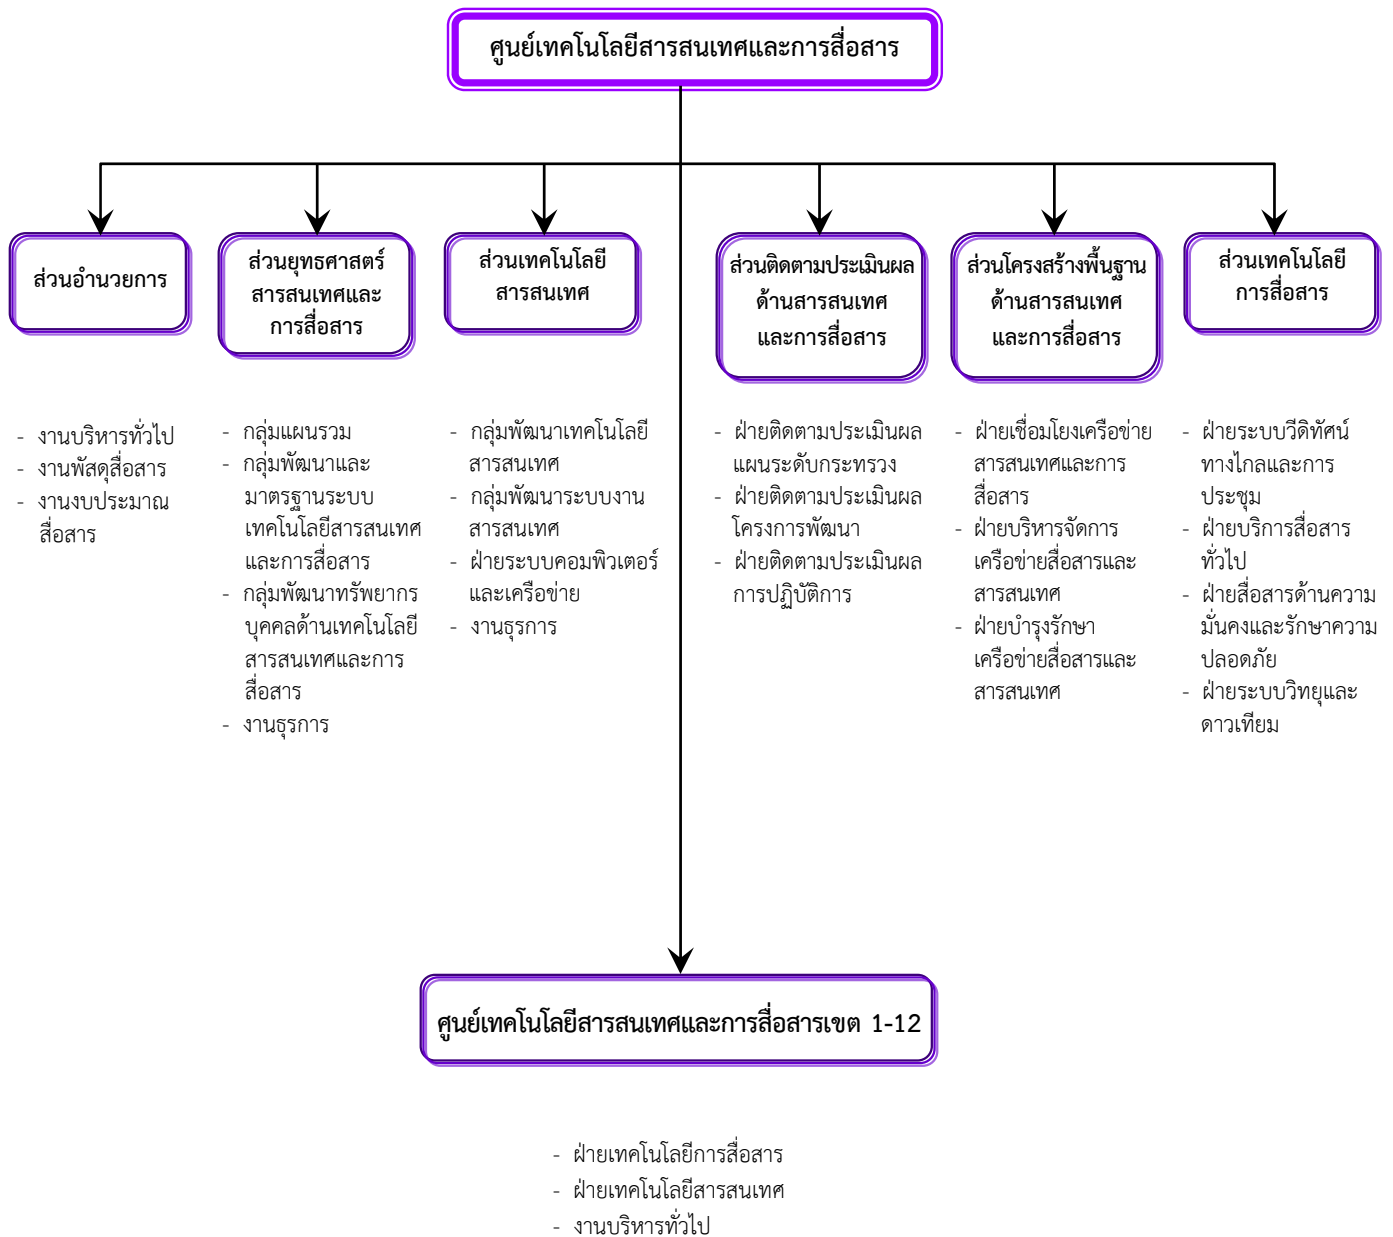 ศูนย์เทคโนโลยีสารสนเทศและการสื่อสาร
ส่วนอำนวยการ
- งานบริหารทั่วไป
- งานพัสดุสื่อสาร
- งานงบประมาณ
สื่อสาร
ส่วนยุทธศาสตร์
สารสนเทศและ
การสื่อสาร
- กลุ่มแผนรวม
- กลุ่มพัฒนาและ
มาตรฐานระบบ
เทคโนโลยีสารสนเทศ
และการสื่อสาร
- กลุ่มพัฒนาทรัพยากร
บุคคลด้านเทคโนโลยี
สารสนเทศและการ
สื่อสาร
- งานธุรการ
ส่วนเทคโนโลยี
สารสนเทศ
- กลุ่มพัฒนาเทคโนโลยี
สารสนเทศ
- กลุ่มพัฒนาระบบงาน
สารสนเทศ
- ฝ่ายระบบคอมพิวเตอร์
และเครือข่าย
- งานธุรการ
ส่วนติดตามประเมินผล
ด้านสารสนเทศ
และการสื่อสาร
- ฝ่ายติดตามประเมินผล
แผนระดับกระทรวง
- ฝ่ายติดตามประเมินผล
โครงการพัฒนา
- ฝ่ายติดตามประเมินผล
การปฏิบัติการ
ส่วนโครงสร้างพื้นฐาน
ด้านสารสนเทศ
และการสื่อสาร
- ฝ่ายเชื่อมโยงเครือข่าย
สารสนเทศและการ
สื่อสาร
- ฝ่ายบริหารจัดการ
เครือข่ายสื่อสารและ
สารสนเทศ
- ฝ่ายบำรุงรักษา
เครือข่ายสื่อสารและ
สารสนเทศ
ส่วนเทคโนโลยี
การสื่อสาร
- ฝ่ายระบบวีดิทัศน์
ทางไกลและการ
ประชุม
- ฝ่ายบริการสื่อสาร
ทั่วไป
- ฝ่ายสื่อสารด้านความ
มั่นคงและรักษาความ
ปลอดภัย
- ฝ่ายระบบวิทยุและ
ดาวเทียม
ศูนย์เทคโนโลยีสารสนเทศและการสื่อสารเขต 1-12
- ฝ่ายเทคโนโลยีการสื่อสาร
- ฝ่ายเทคโนโลยีสารสนเทศ
- งานบริหารทั่วไป